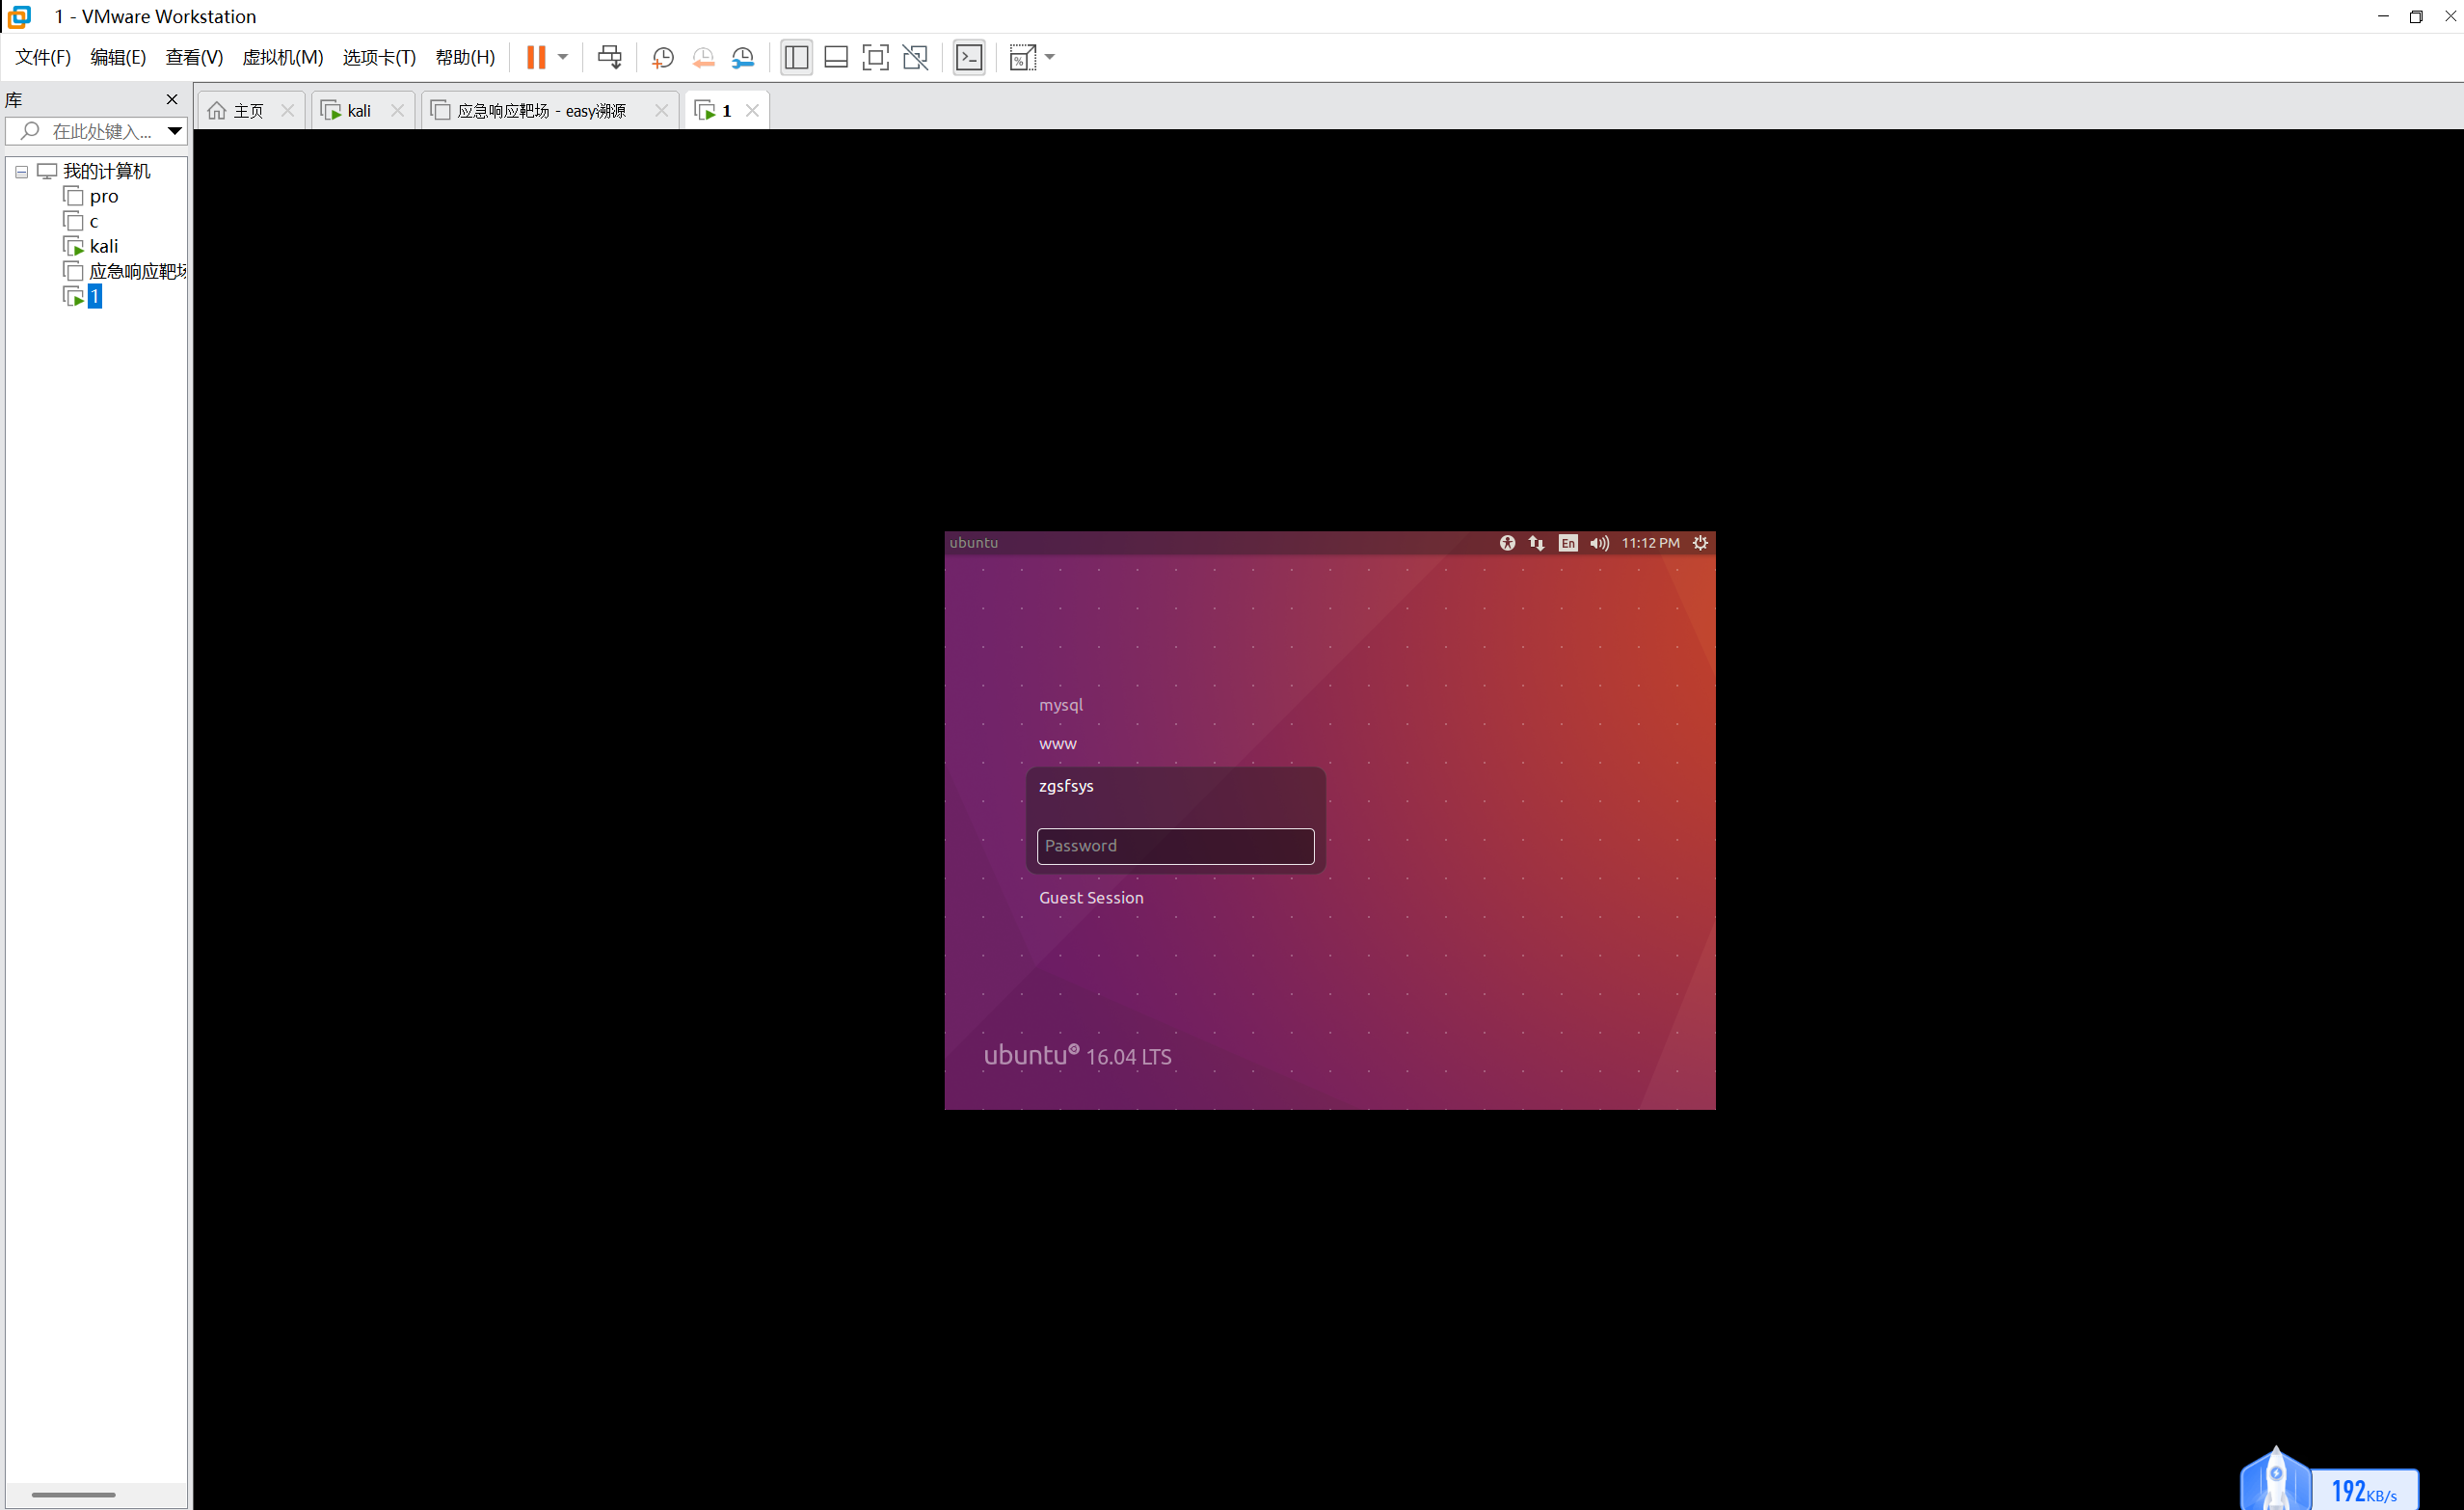 1 - VMware Workstation
文件(F) 编辑(E) 查看(V) 虚拟机(M) 选项卡(T) 帮助(H)
库
在此处键入...
主页
kali
应急响应靶场 - easy溯源
1
我的计算机
pro
c
kali
应急响应靶场
1
ubuntu
En
11:12 PM
mysql
www
zgsfsys
Password
Guest Session
ubuntu 16.04 LTS
192KB/s